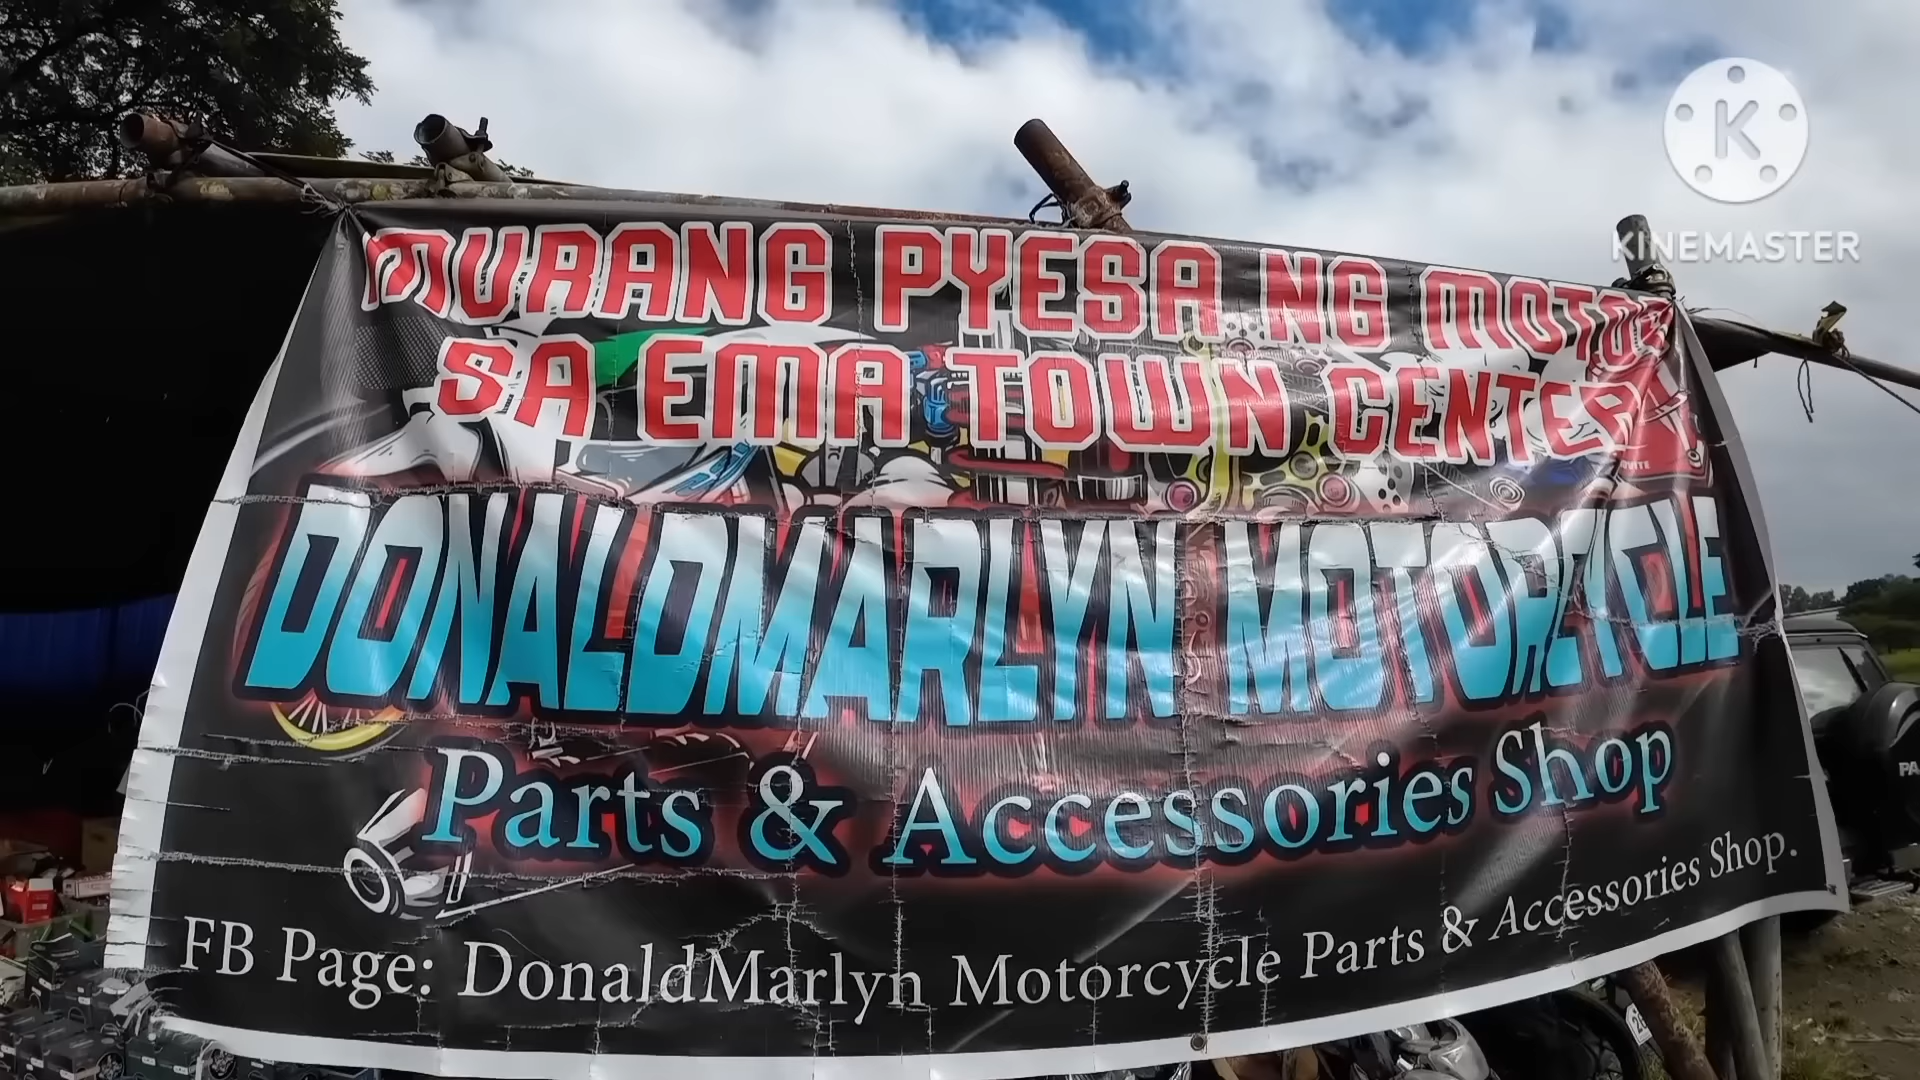 K
KINEMASTER
MURANG PYESA NG MOTOR
SA EMA TOWN CENTER!
DONALDMARLYN MOTORCYCLE
Parts & Accessories Shop
FB Page: DonaldMarlyn Motorcycle Parts & Accessories Shop.
PA